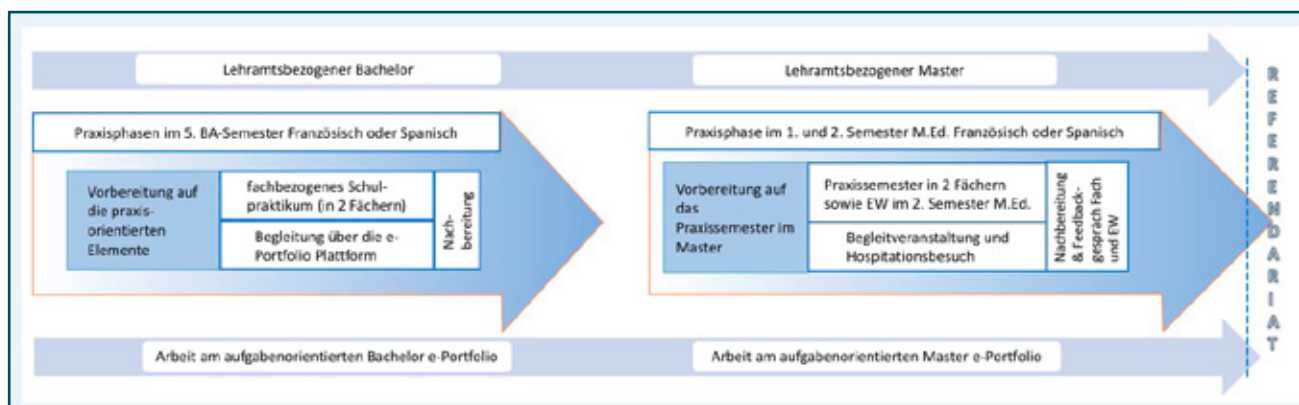 Lehramtsbezogener Bachelor
Lehramtsbezogener Master
Praxisphasen im 5. BA-Semester Französisch oder Spanisch
Vorbereitung auf
die praxis-
orientierten
Elemente
fachbezogenes Schul-
praktikum (in 2 Fächern)
Begleitung über die e-
Portfolio Plattform
Nach-
bereitung
Praxisphase im 1. und 2. Semester M.Ed. Französisch oder Spanisch
Vorbereitung auf
das
Praxissemester im
Master
Praxissemester in 2 Fächern
sowie EW im 2. Semester M.Ed.
Begleitveranstaltung und
Hospitationsbesuch
Nachbereitung
& Feedback-
gespräch Fach
und EW
Arbeit am aufgabenorientierten Bachelor e-Portfolio
Arbeit am aufgabenorientierten Master e-Portfolio
REFERENDARIAT